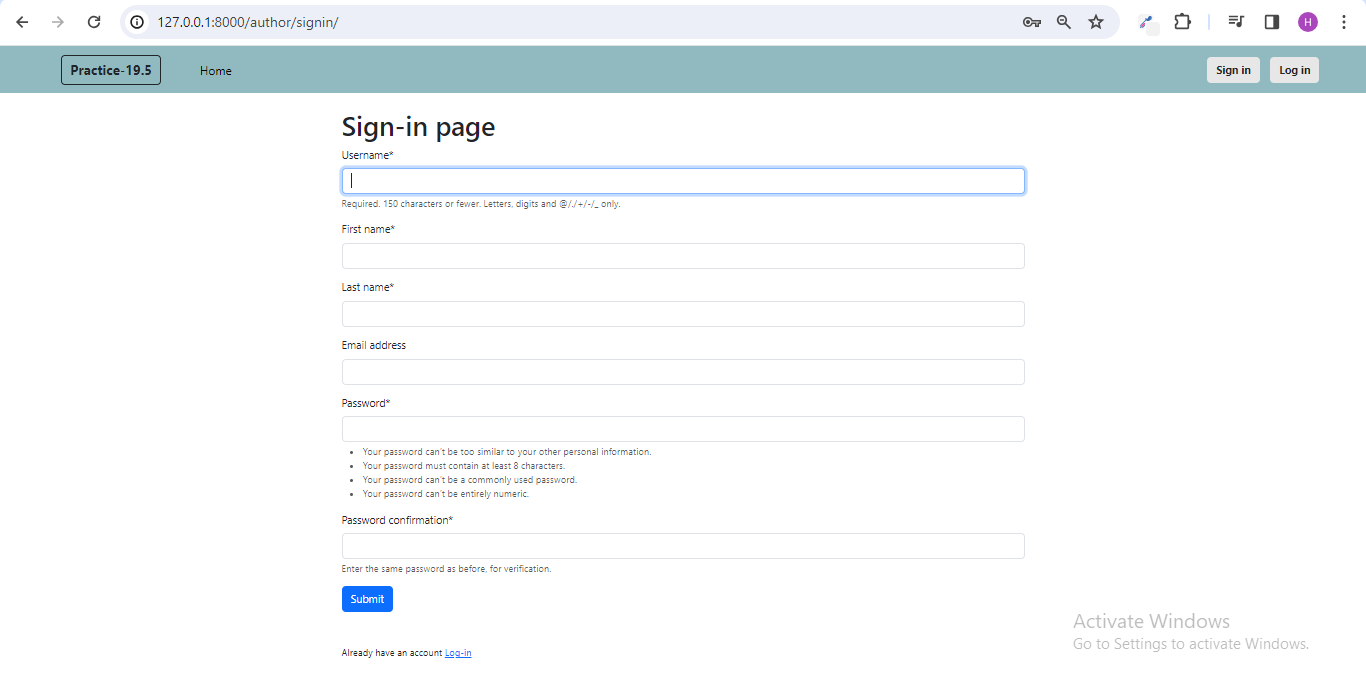 127.0.0.1:8000/author/signin/
H
Practice-19.5 Home Sign in Log in
Sign-in page
Username*
Required. 150 characters or fewer. Letters, digits and @/./+/-/_ only.
First name*
Last name*
Email address
Password*
• Your password can't be too similar to your other personal information.
• Your password must contain at least 8 characters.
• Your password can't be a commonly used password.
• Your password can't be entirely numeric.
Password confirmation*
Enter the same password as before, for verification.
Submit
Already have an account Log-in
Activate Windows
Go to Settings to activate Windows.